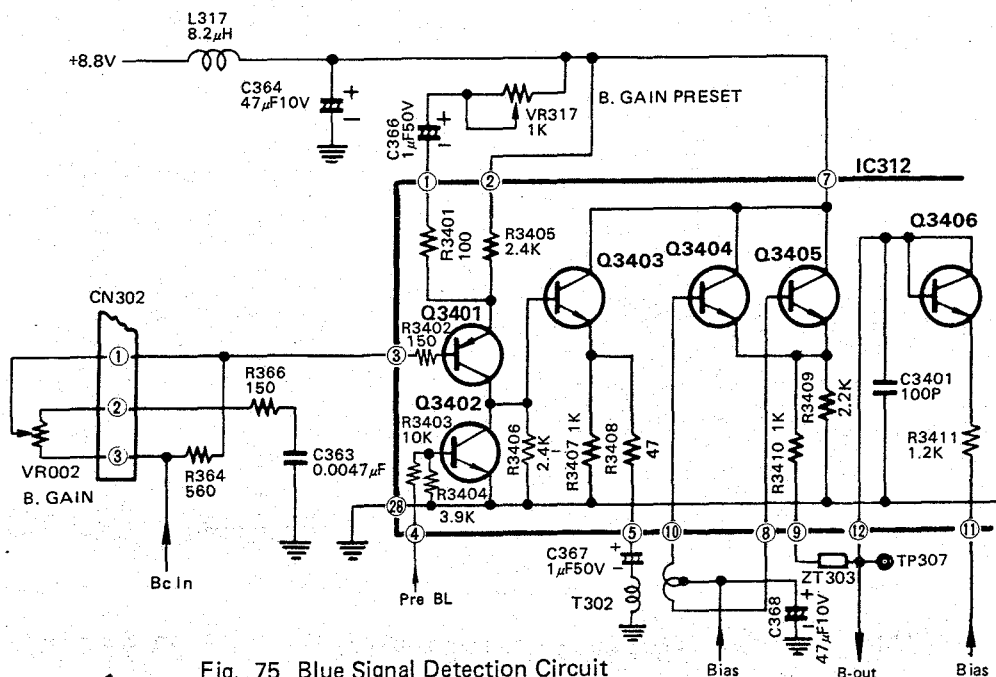 L317
8.2μH
+8.8V
C364
47μF10V
+
−
C366
1μF50V
+
−
VR317
1K
B. GAIN PRESET
IC312
1
2
7
R3401
100
R3405
2.4K
Q3403
Q3404
Q3405
Q3406
CN302
Q3401
R3402
150
3
1
2
3
R366
150
VR002
B. GAIN
R364
560
C363
0.0047μF
Q3402
R3403
10K
R3404
3.9K
R3406
2.4K
R3407 1K
R3408
47
R3409
2.2K
R3410 1K
C3401
100P
R3411
1.2K
28
4
5
10
8
9
12
11
Bc In
Pre BL
C367
1μF50V
+
−
T302
C368
47μF10V
+
−
ZT303
TP307
Bias
B-out
Bias
Fig. 75 Blue Signal Detection Circuit